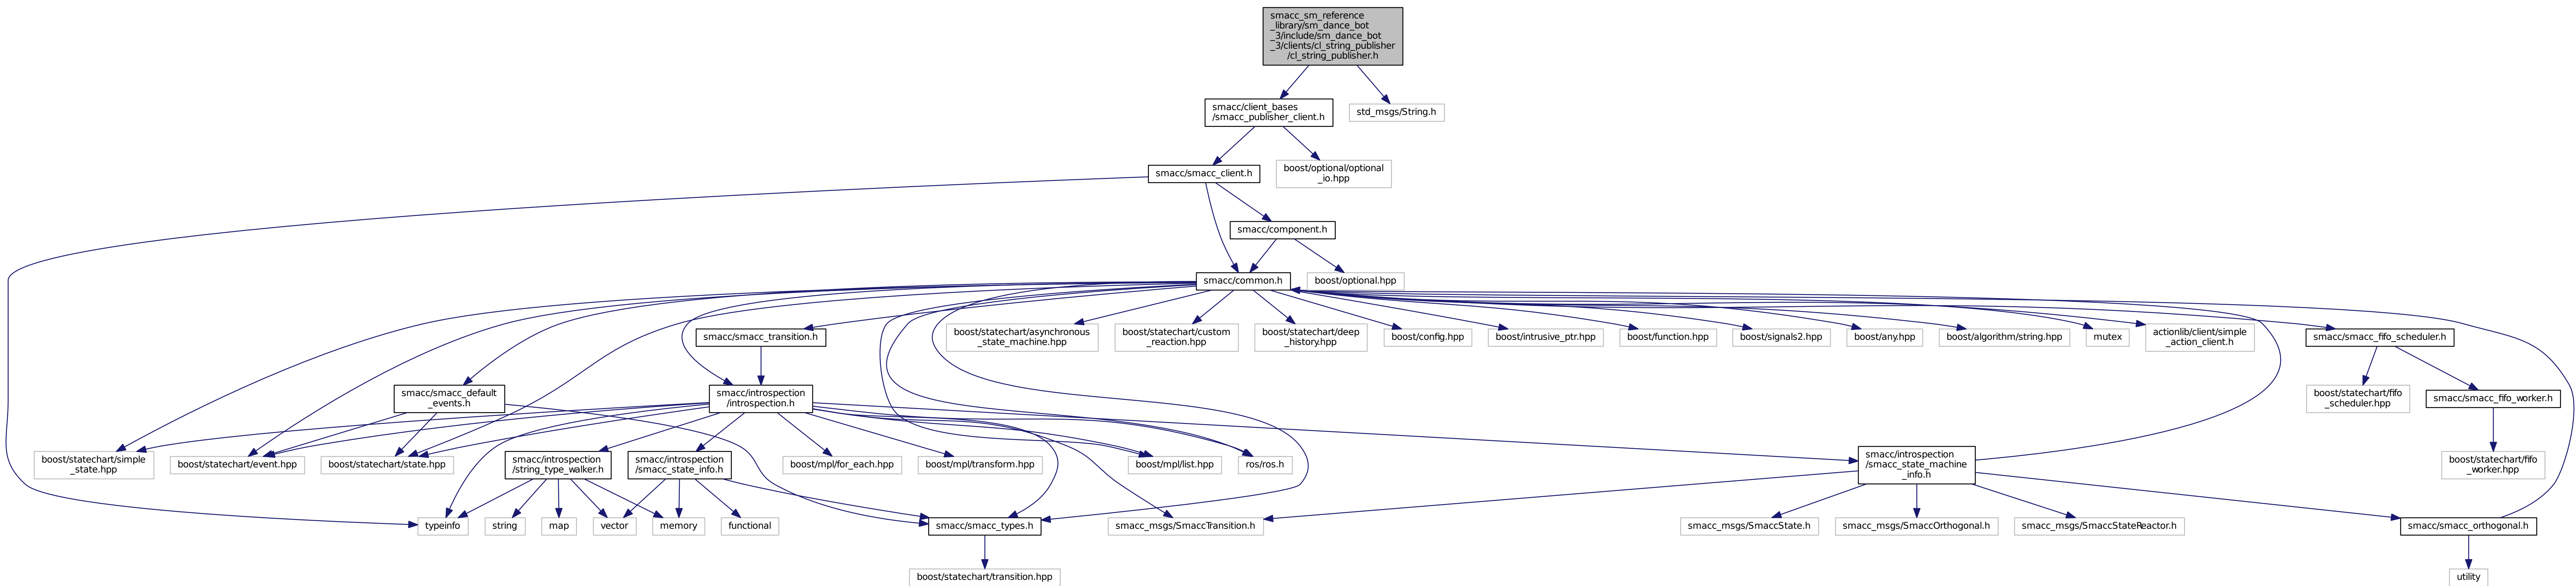 smacc_sm_reference
_library/sm_dance_bot
_3/include/sm_dance_bot
_3/clients/cl_string_publisher
/cl_string_publisher.h
smacc/client_bases
/smacc_publisher_client.h
std_msgs/String.h
smacc/smacc_client.h
boost/optional/optional
_io.hpp
smacc/component.h
smacc/common.h
boost/optional.hpp
smacc/smacc_transition.h
boost/statechart/asynchronous
_state_machine.hpp
boost/statechart/custom
_reaction.hpp
boost/statechart/deep
_history.hpp
boost/config.hpp
boost/intrusive_ptr.hpp
boost/function.hpp
boost/signals2.hpp
boost/any.hpp
boost/algorithm/string.hpp
mutex
actionlib/client/simple
_action_client.h
smacc/smacc_fifo_scheduler.h
smacc/smacc_default
_events.h
smacc/introspection
/introspection.h
boost/statechart/fifo
_scheduler.hpp
smacc/smacc_fifo_worker.h
boost/statechart/simple
_state.hpp
boost/statechart/event.hpp
boost/statechart/state.hpp
smacc/introspection
/string_type_walker.h
smacc/introspection
/smacc_state_info.h
boost/mpl/for_each.hpp
boost/mpl/transform.hpp
boost/mpl/list.hpp
ros/ros.h
smacc/introspection
/smacc_state_machine
_info.h
boost/statechart/fifo
_worker.hpp
typeinfo
string
map
vector
memory
functional
smacc/smacc_types.h
smacc_msgs/SmaccTransition.h
smacc_msgs/SmaccState.h
smacc_msgs/SmaccOrthogonal.h
smacc_msgs/SmaccStateReactor.h
smacc/smacc_orthogonal.h
boost/statechart/transition.hpp
utility